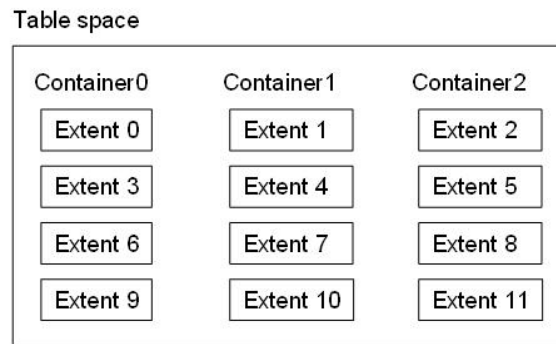 Table space
Container0 Container1 Container2
Extent 0 Extent 1 Extent 2
Extent 3 Extent 4 Extent 5
Extent 6 Extent 7 Extent 8
Extent 9 Extent 10 Extent 11